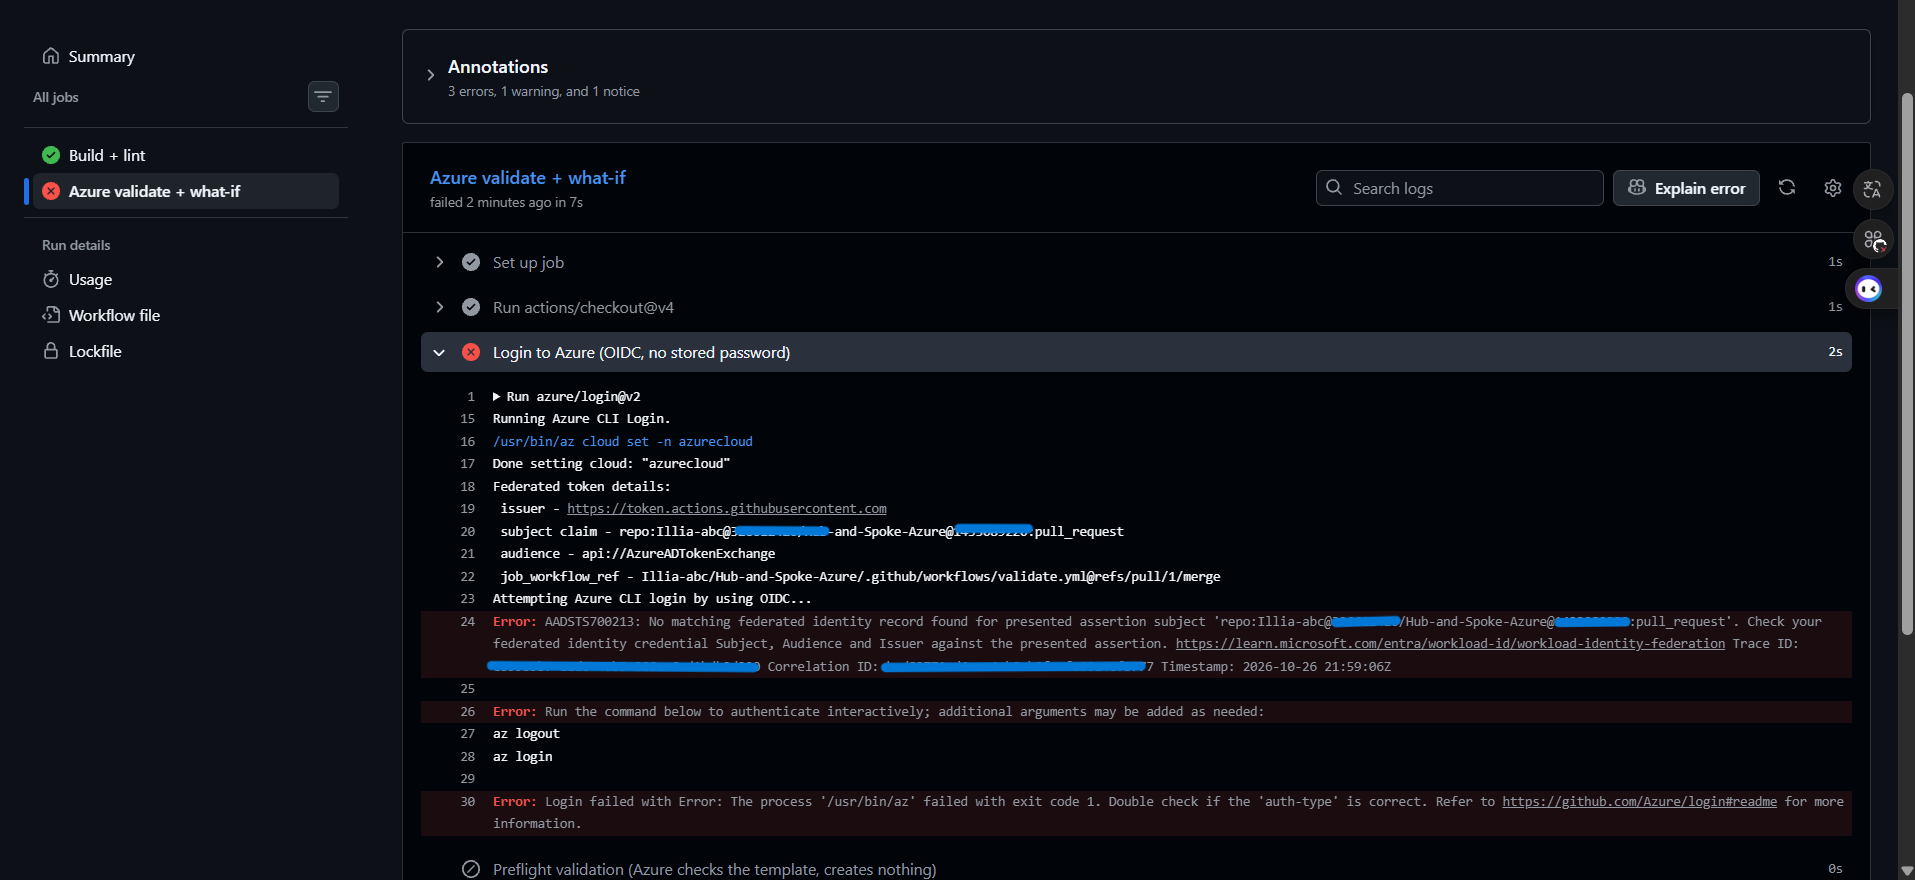 Summary
All jobs
Build + lint
Azure validate + what-if
Run details
Usage
Workflow file
Lockfile
Annotations
3 errors, 1 warning, and 1 notice
Azure validate + what-if
failed 2 minutes ago in 7s
Search logs
Explain error
Set up job
1s
Run actions/checkout@v4
1s
Login to Azure (OIDC, no stored password)
2s
1 Run azure/login@v2
15 Running Azure CLI Login.
16 /usr/bin/az cloud set -n azurecloud
17 Done setting cloud: "azurecloud"
18 Federated token details:
19 issuer - https://token.actions.githubusercontent.com
20 subject claim - repo:Illia-abc@ -and-Spoke-Azure@ :pull_request
21 audience - api://AzureADTokenExchange
22 job_workflow_ref - Illia-abc/Hub-and-Spoke-Azure/.github/workflows/validate.yml@refs/pull/1/merge
23 Attempting Azure CLI login by using OIDC...
24 Error: AADSTS700213: No matching federated identity record found for presented assertion subject 'repo:Illia-abc@ /Hub-and-Spoke-Azure@ :pull_request'. Check your
federated identity credential Subject, Audience and Issuer against the presented assertion. https://learn.microsoft.com/entra/workload-id/workload-identity-federation Trace ID:
Correlation ID: Timestamp: 2026-10-26 21:59:06Z
25
26 Error: Run the command below to authenticate interactively; additional arguments may be added as needed:
27 az logout
28 az login
29
30 Error: Login failed with Error: The process '/usr/bin/az' failed with exit code 1. Double check if the 'auth-type' is correct. Refer to https://github.com/Azure/login#readme for more
information.
Preflight validation (Azure checks the template, creates nothing)
0s